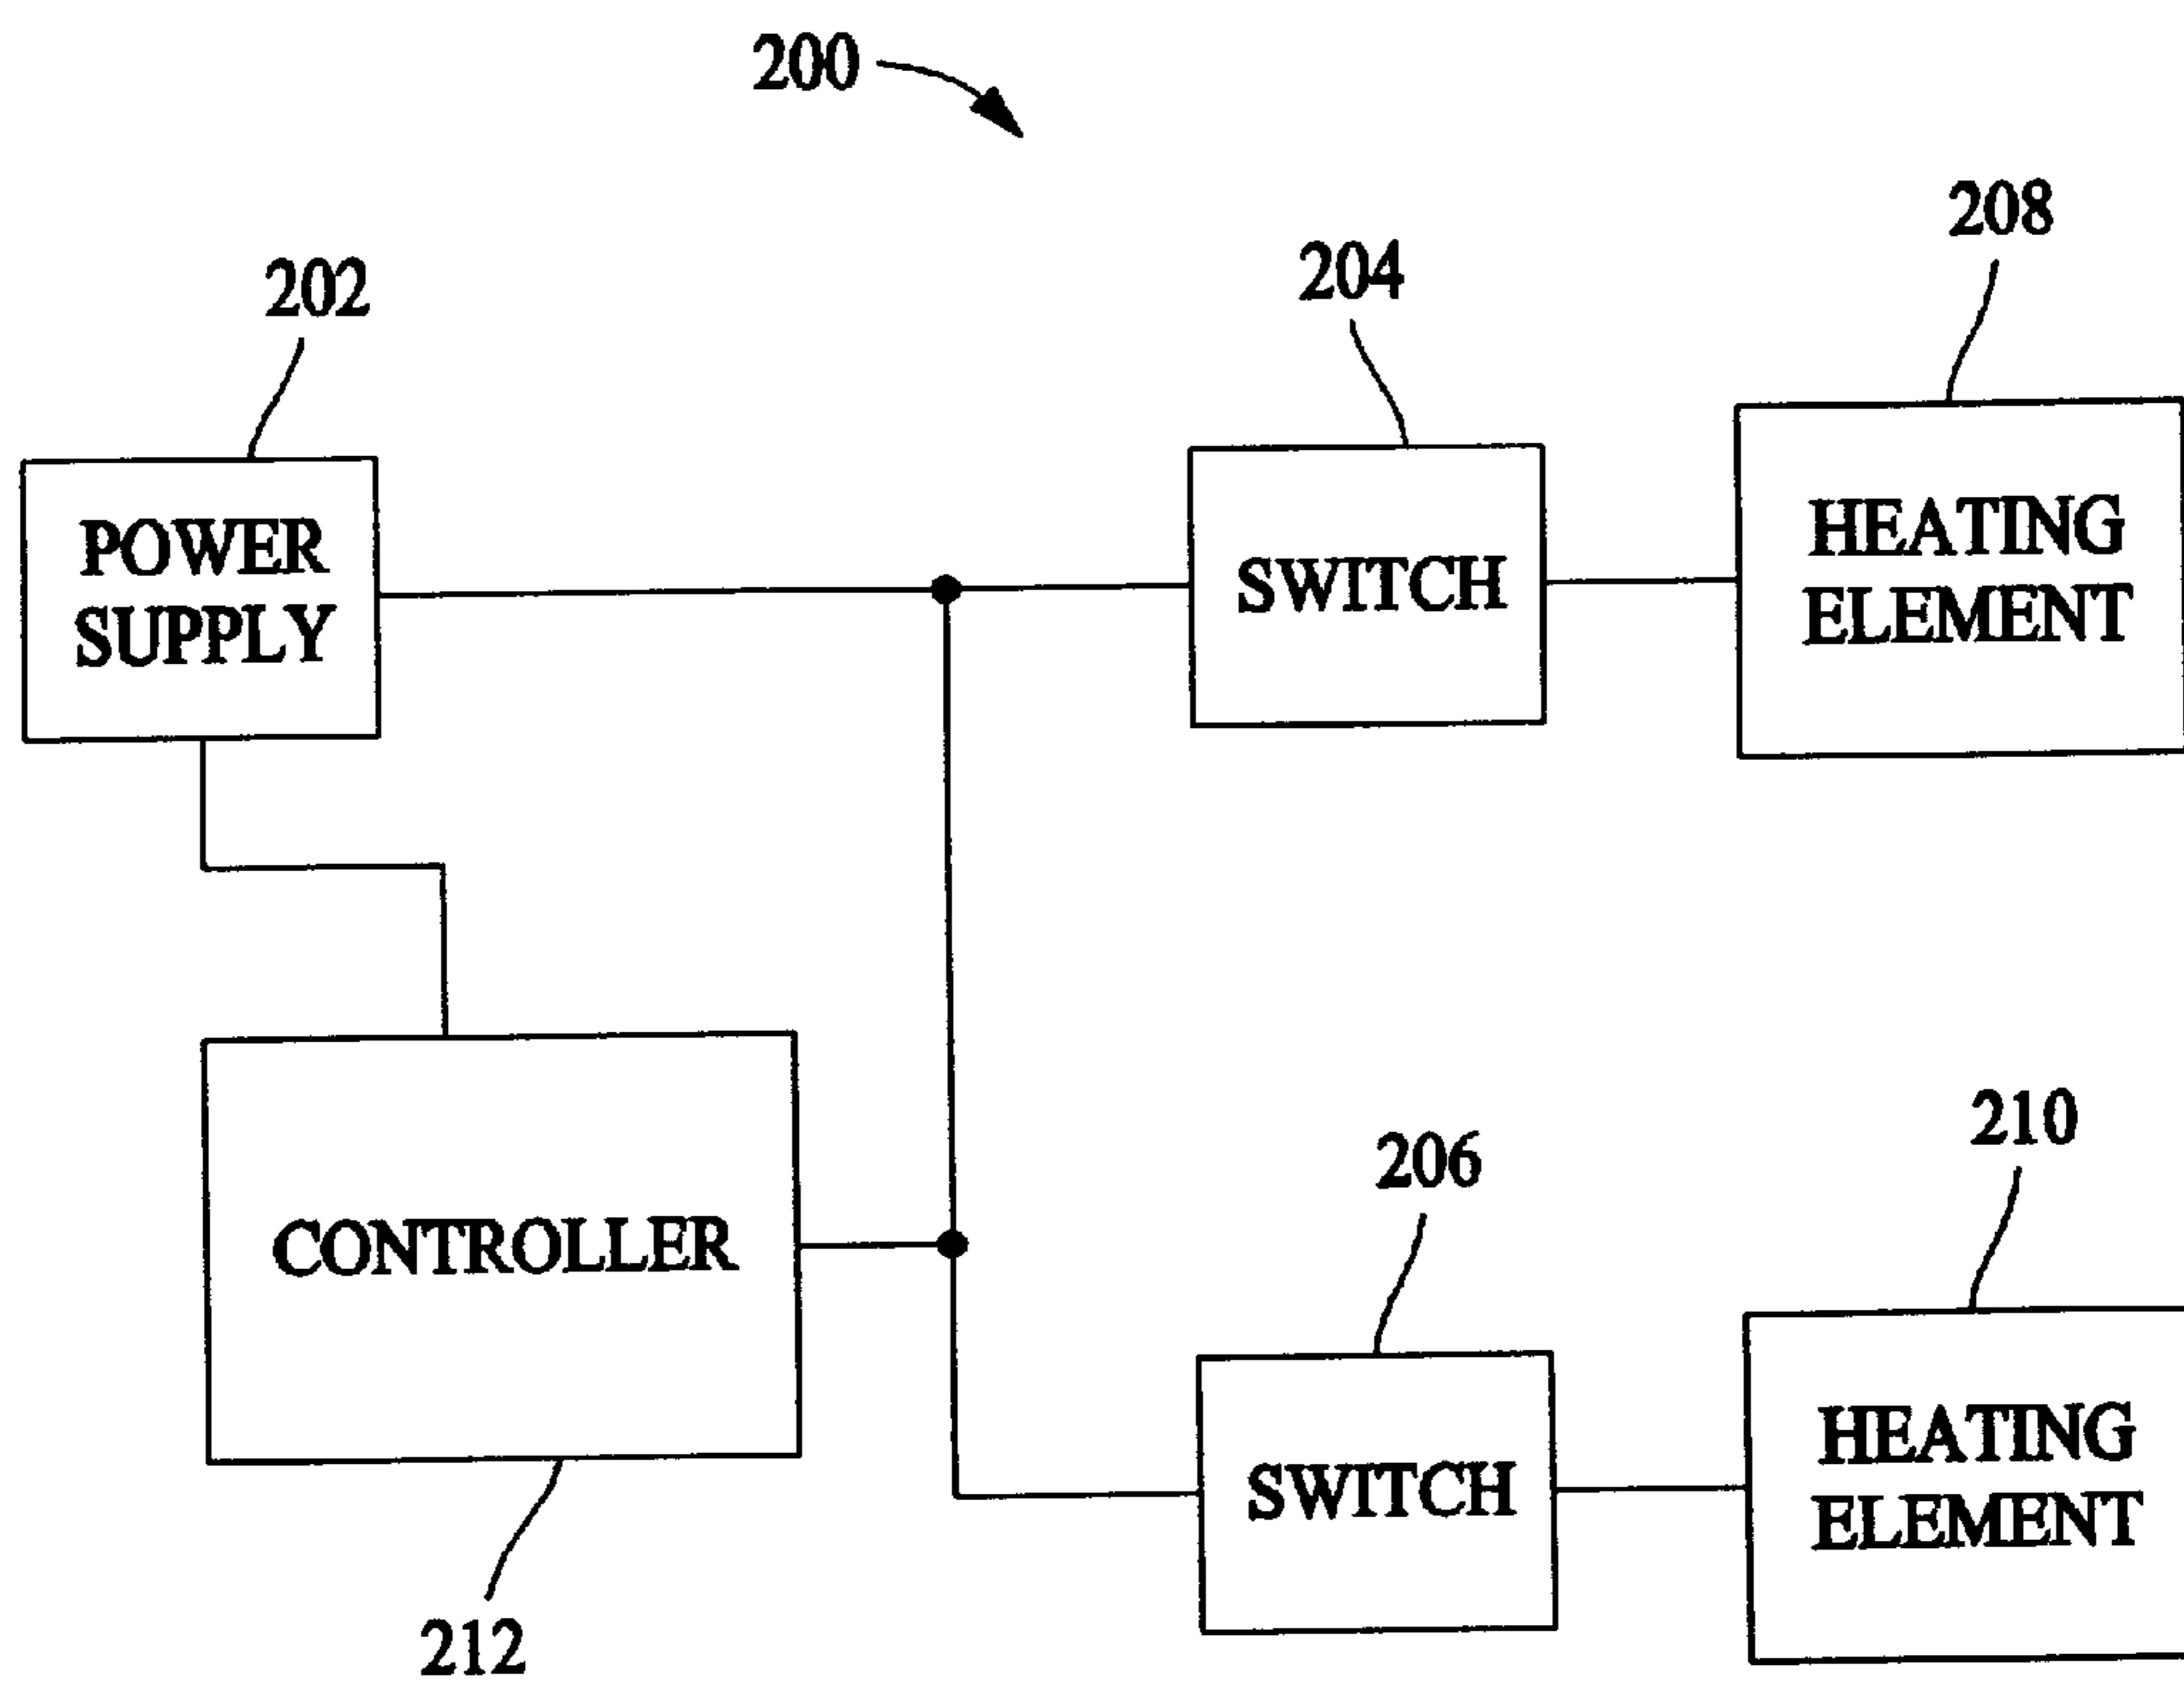 200
208
204
202
POWER
SUPPLY
SWITCH
HEATING
ELEMENT
210
206
CONTROLLER
SWITCH
HEATING
ELEMENT
212